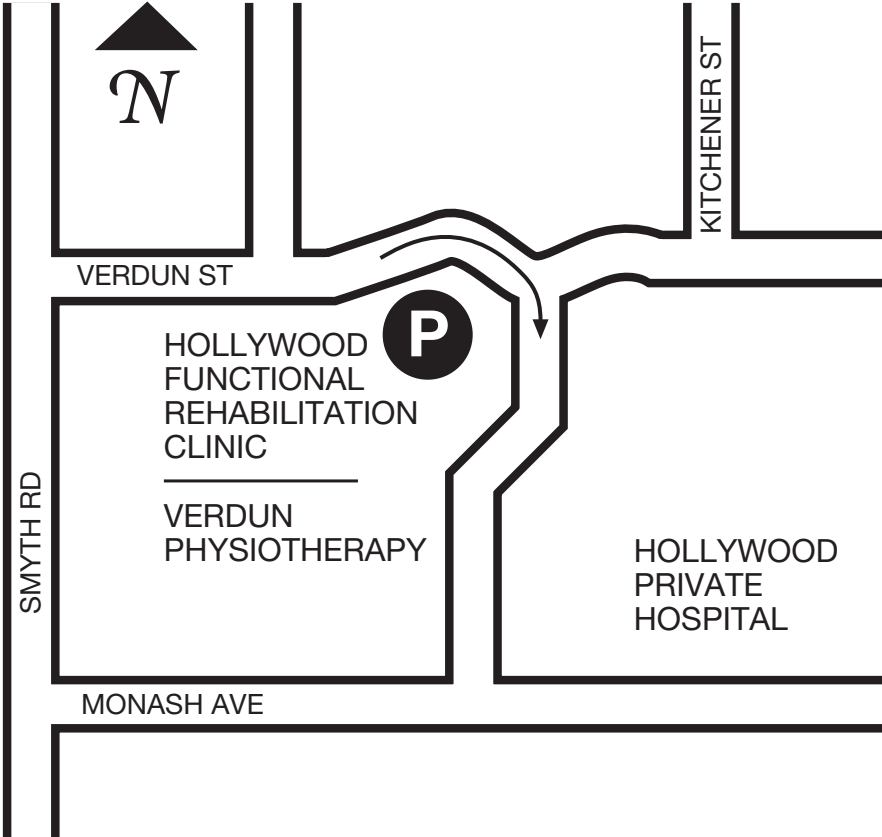 N
KITCHENER ST
VERDUN ST
P
HOLLYWOOD
FUNCTIONAL
REHABILITATION
CLINIC
VERDUN
PHYSIOTHERAPY
SMYTH RD
HOLLYWOOD
PRIVATE
HOSPITAL
MONASH AVE